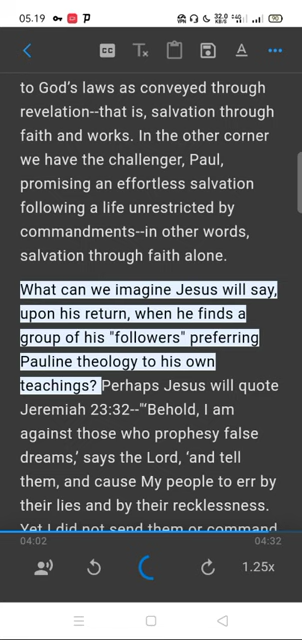 05.19
32.0
KB/S
4G
to God's laws as conveyed through
revelation--that is, salvation through
faith and works. In the other corner
we have the challenger, Paul,
promising an effortless salvation
following a life unrestricted by
commandments--in other words,
salvation through faith alone.
What can we imagine Jesus will say,
upon his return, when he finds a
group of his "followers" preferring
Pauline theology to his own
teachings? Perhaps Jesus will quote
Jeremiah 23:32--"'Behold, I am
against those who prophesy false
dreams,' says the Lord, 'and tell
them, and cause My people to err by
their lies and by their recklessness.
Yet I did not send them or command
04:02
04:32
1.25x